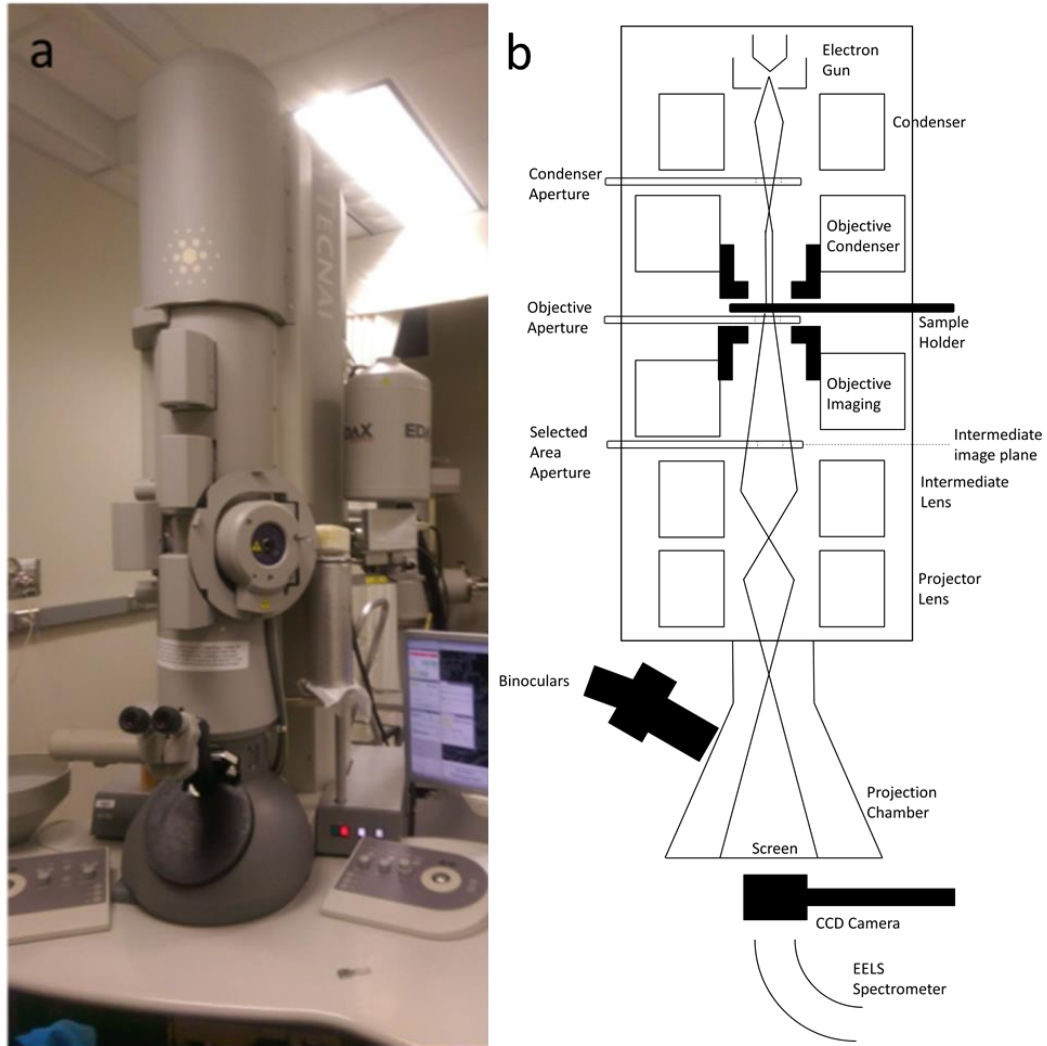 a
TECNAI
EDAX
b
Electron
Gun
Condenser
Condenser
Aperture
Objective
Condenser
Objective
Aperture
Sample
Holder
Objective
Imaging
Selected
Area
Aperture
Intermediate
image plane
Intermediate
Lens
Projector
Lens
Binoculars
Projection
Chamber
Screen
CCD Camera
EELS
Spectrometer